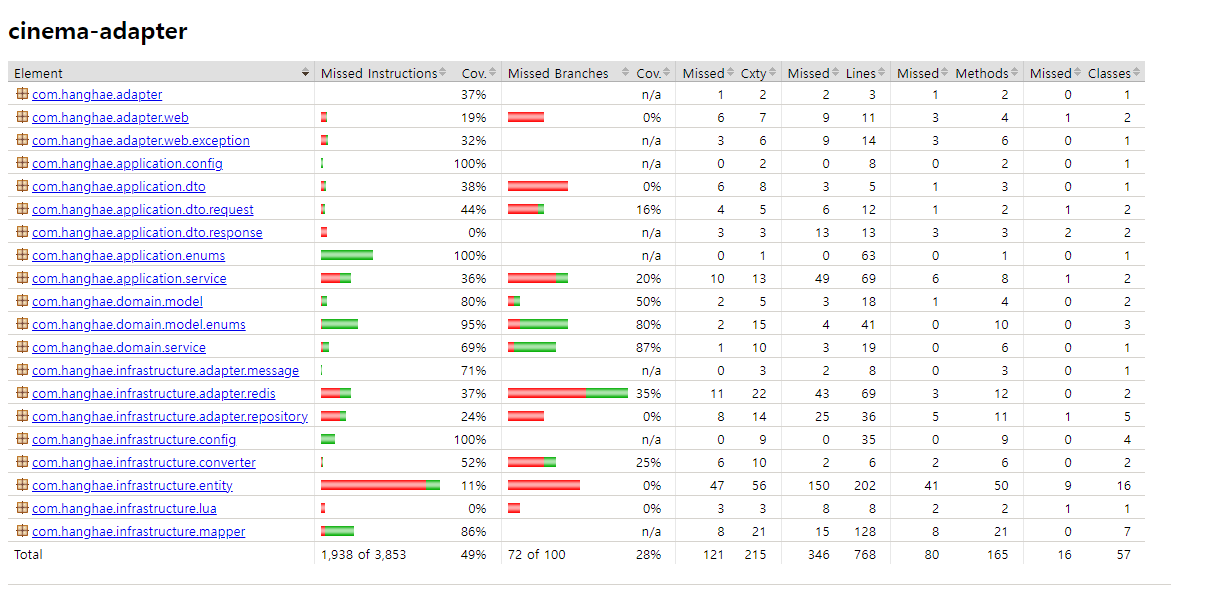 cinema-adapter
Element Missed Instructions Cov. Missed Branches Cov. Missed Cxty Missed Lines Missed Methods Missed Classes
com.hanghae.adapter 37% n/a 1 2 2 3 1 2 0 1
com.hanghae.adapter.web 19% 0% 6 7 9 11 3 4 1 2
com.hanghae.adapter.web.exception 32% n/a 3 6 9 14 3 6 0 1
com.hanghae.application.config 100% n/a 0 2 0 8 0 2 0 1
com.hanghae.application.dto 38% 0% 6 8 3 5 1 3 0 1
com.hanghae.application.dto.request 44% 16% 4 5 6 12 1 2 1 2
com.hanghae.application.dto.response 0% n/a 3 3 13 13 3 3 2 2
com.hanghae.application.enums 100% n/a 0 1 0 63 0 1 0 1
com.hanghae.application.service 36% 20% 10 13 49 69 6 8 1 2
com.hanghae.domain.model 80% 50% 2 5 3 18 1 4 0 2
com.hanghae.domain.model.enums 95% 80% 2 15 4 41 0 10 0 3
com.hanghae.domain.service 69% 87% 1 10 3 19 0 6 0 1
com.hanghae.infrastructure.adapter.message 71% n/a 0 3 2 8 0 3 0 1
com.hanghae.infrastructure.adapter.redis 37% 35% 11 22 43 69 3 12 0 2
com.hanghae.infrastructure.adapter.repository 24% 0% 8 14 25 36 5 11 1 5
com.hanghae.infrastructure.config 100% n/a 0 9 0 35 0 9 0 4
com.hanghae.infrastructure.converter 52% 25% 6 10 2 6 2 6 0 2
com.hanghae.infrastructure.entity 11% 0% 47 56 150 202 41 50 9 16
com.hanghae.infrastructure.lua 0% 0% 3 3 8 8 2 2 1 1
com.hanghae.infrastructure.mapper 86% n/a 8 21 15 128 8 21 0 7
Total 1,938 of 3,853 49% 72 of 100 28% 121 215 346 768 80 165 16 57